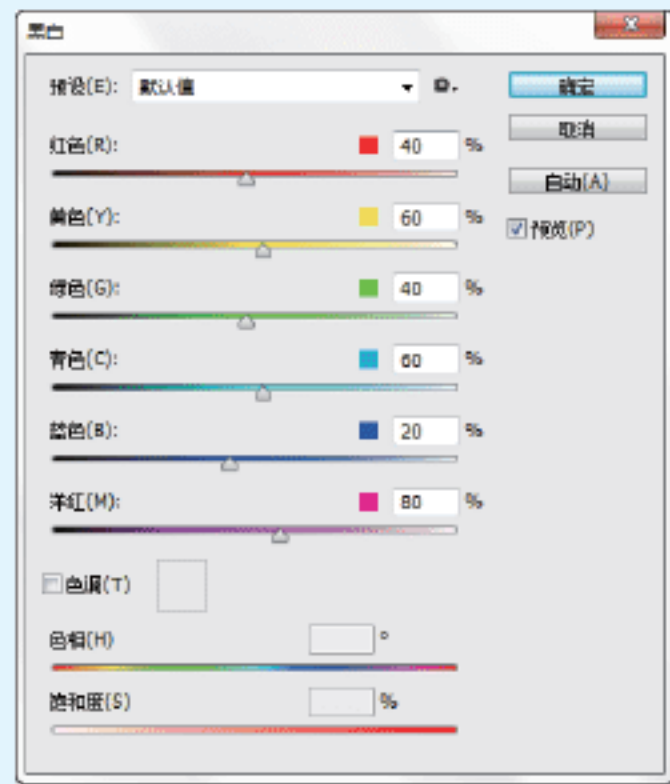 黑白
预设(E): 默认值
确定
红色(R): 40 %
取消
自动(A)
黄色(Y): 60 %
预览(P)
绿色(G): 40 %
青色(C): 60 %
蓝色(B): 20 %
洋红(M): 80 %
色调(T)
色相(H) °
饱和度(S) %